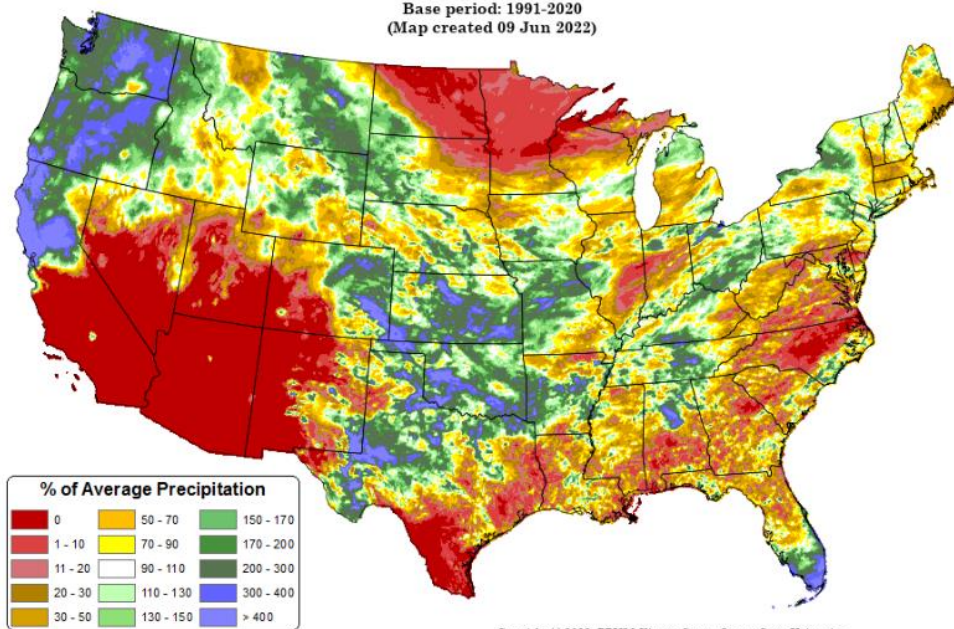 Base period: 1991-2020
(Map created 09 Jun 2022)
% of Average Precipitation
0
50 - 70
150 - 170
1 - 10
70 - 90
170 - 200
11 - 20
90 - 110
200 - 300
20 - 30
110 - 130
300 - 400
30 - 50
130 - 150
> 400